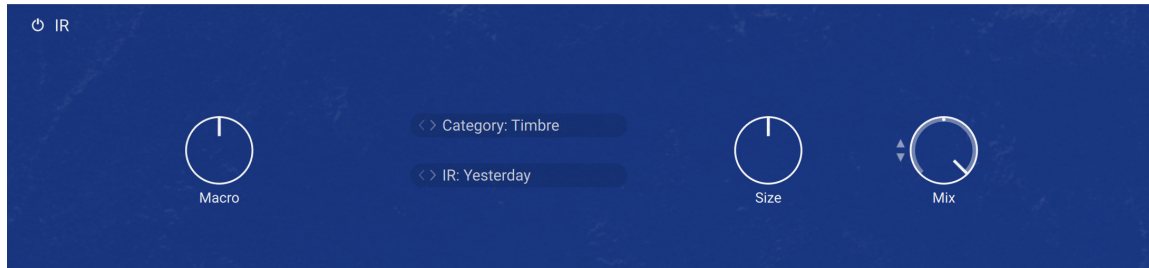 IR
Category: Timbre
IR: Yesterday
Macro
Size
Mix